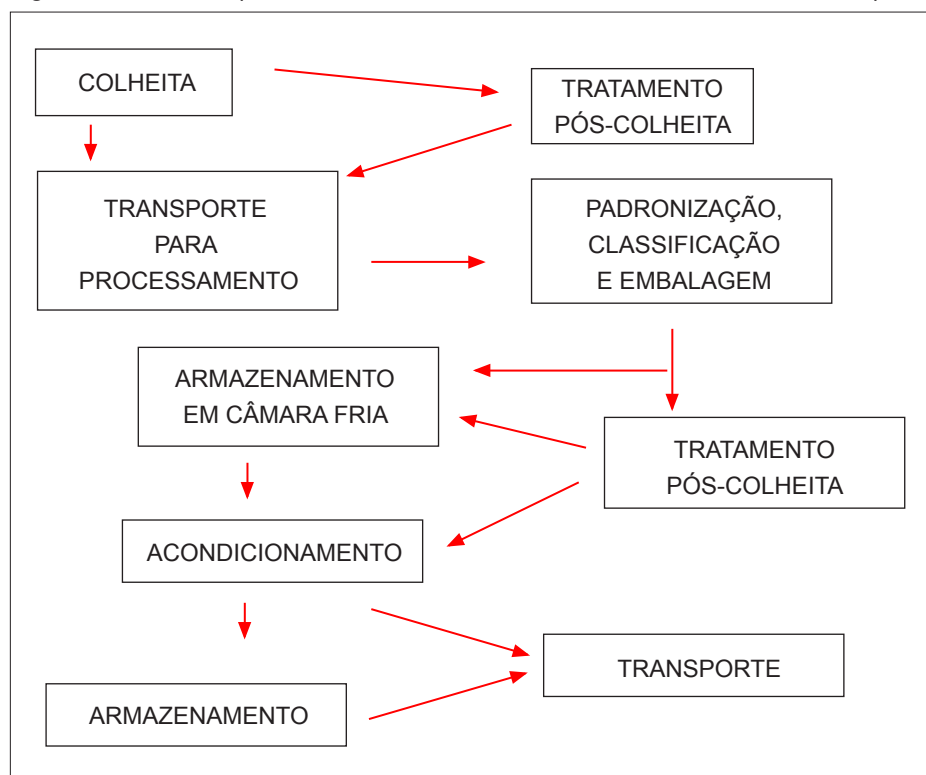 COLHEITA
TRATAMENTO
PÓS-COLHEITA
TRANSPORTE
PARA
PROCESSAMENTO
PADRONIZAÇÃO,
CLASSIFICAÇÃO
E EMBALAGEM
ARMAZENAMENTO
EM CÂMARA FRIA
TRATAMENTO
PÓS-COLHEITA
ACONDICIONAMENTO
TRANSPORTE
ARMAZENAMENTO